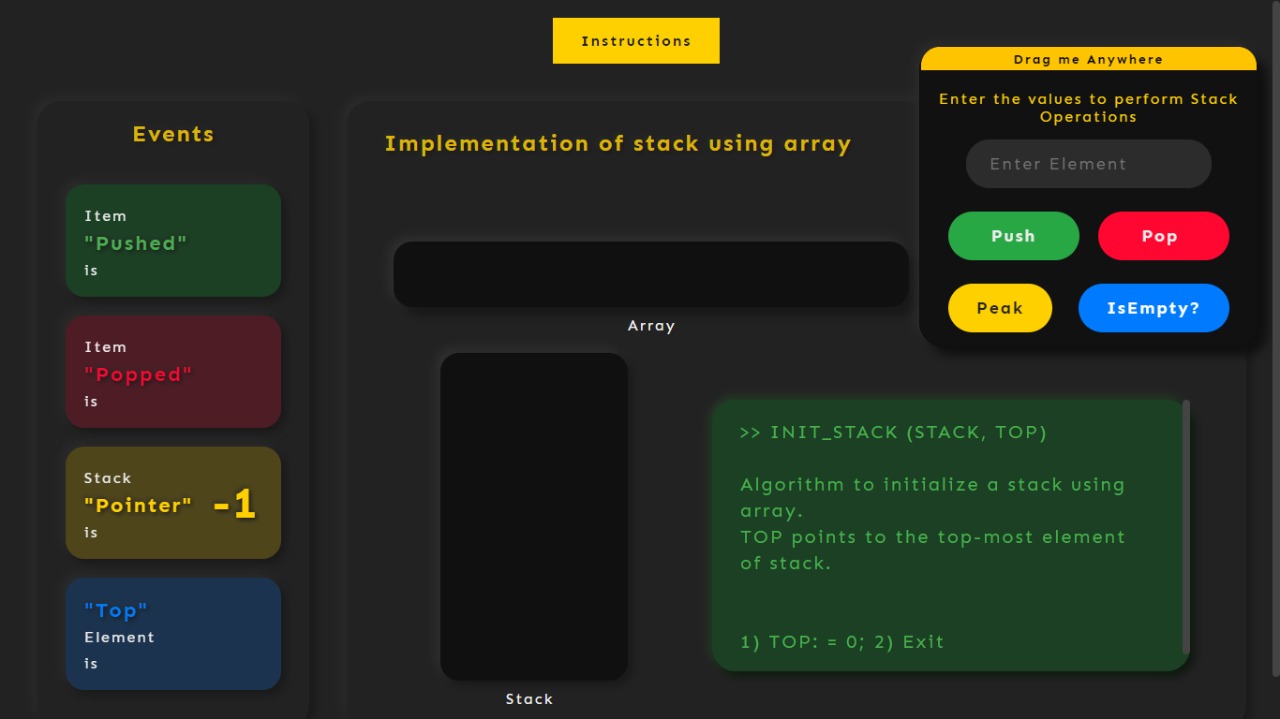 Instructions
Drag me Anywhere
Enter the values to perform Stack
Operations
Enter Element
Push
Pop
Peak
IsEmpty?
Events
Item
"Pushed"
is
Item
"Popped"
is
Stack
"Pointer" -1
is
"Top"
Element
is
Implementation of stack using array
Array
Stack
>> INIT_STACK (STACK, TOP)
Algorithm to initialize a stack using
array.
TOP points to the top-most element
of stack.
1) TOP: = 0; 2) Exit